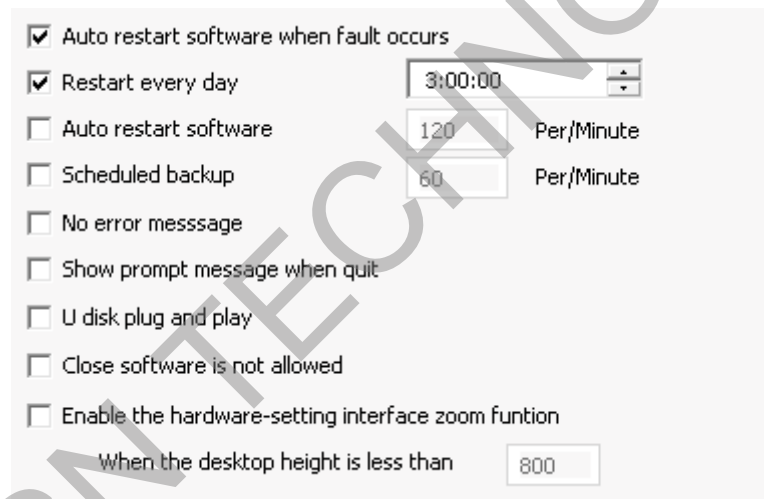 Auto restart software when fault occurs
Restart every day 3:00:00
Auto restart software 120 Per/Minute
Scheduled backup 60 Per/Minute
No error messsage
Show prompt message when quit
U disk plug and play
Close software is not allowed
Enable the hardware-setting interface zoom funtion
When the desktop height is less than 800